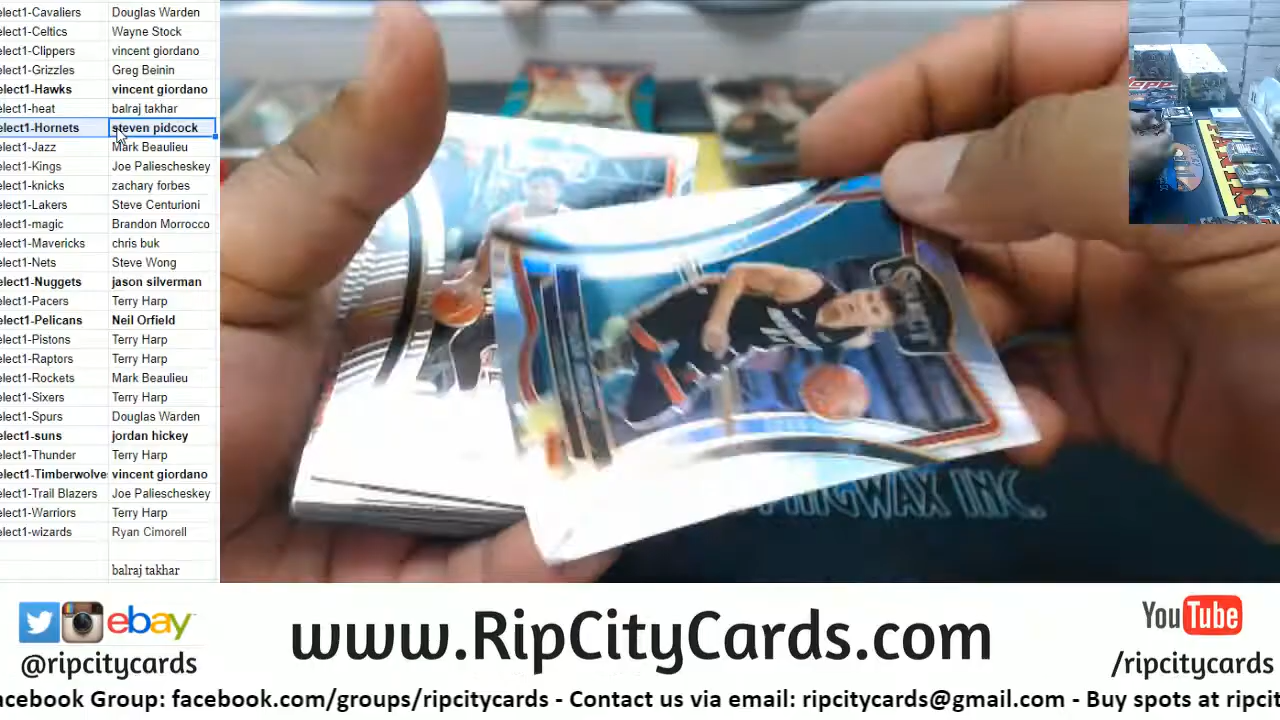 elect1-Cavaliers Douglas Warden
elect1-Celtics Wayne Stock
elect1-Clippers vincent giordano
elect1-Grizzles Greg Beinin
elect1-Hawks vincent giordano
elect1-heat balraj takhar
elect1-Hornets steven pidcock
elect1-Jazz Mark Beaulieu
elect1-Kings Joe Paliescheskey
elect1-knicks zachary forbes
elect1-Lakers Steve Centurioni
elect1-magic Brandon Morrocco
elect1-Mavericks chris buk
elect1-Nets Steve Wong
elect1-Nuggets jason silverman
elect1-Pacers Terry Harp
elect1-Pelicans Neil Orfield
elect1-Pistons Terry Harp
elect1-Raptors Terry Harp
elect1-Rockets Mark Beaulieu
elect1-Sixers Terry Harp
elect1-Spurs Douglas Warden
elect1-suns jordan hickey
elect1-Thunder Terry Harp
elect1-Timberwolve vincent giordano
elect1-Trail Blazers Joe Paliescheskey
elect1-Warriors Terry Harp
elect1-wizards Ryan Cimorell
balraj takhar
WAX INC.
ebay
@ripcitycards
www.RipCityCards.com
YouTube
/ripcitycards
acebook Group: facebook.com/groups/ripcitycards - Contact us via email: ripcitycards@gmail.com - Buy spots at ripcit